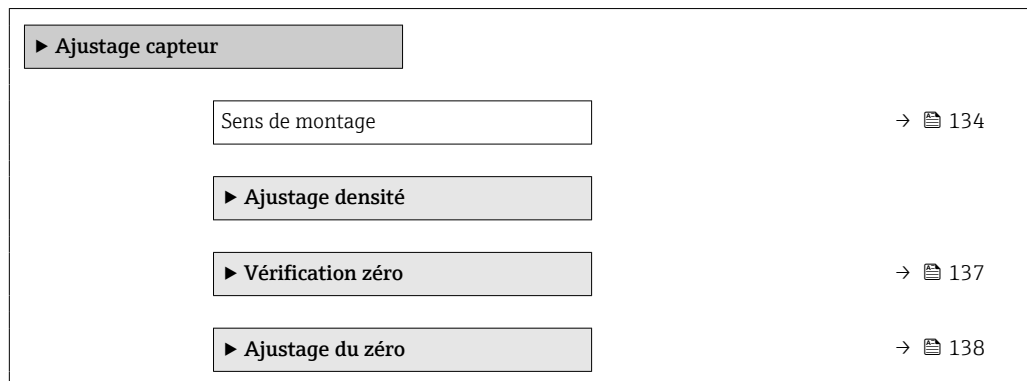 ▶ Ajustage capteur
Sens de montage → 134
▶ Ajustage densité
▶ Vérification zéro → 137
▶ Ajustage du zéro → 138